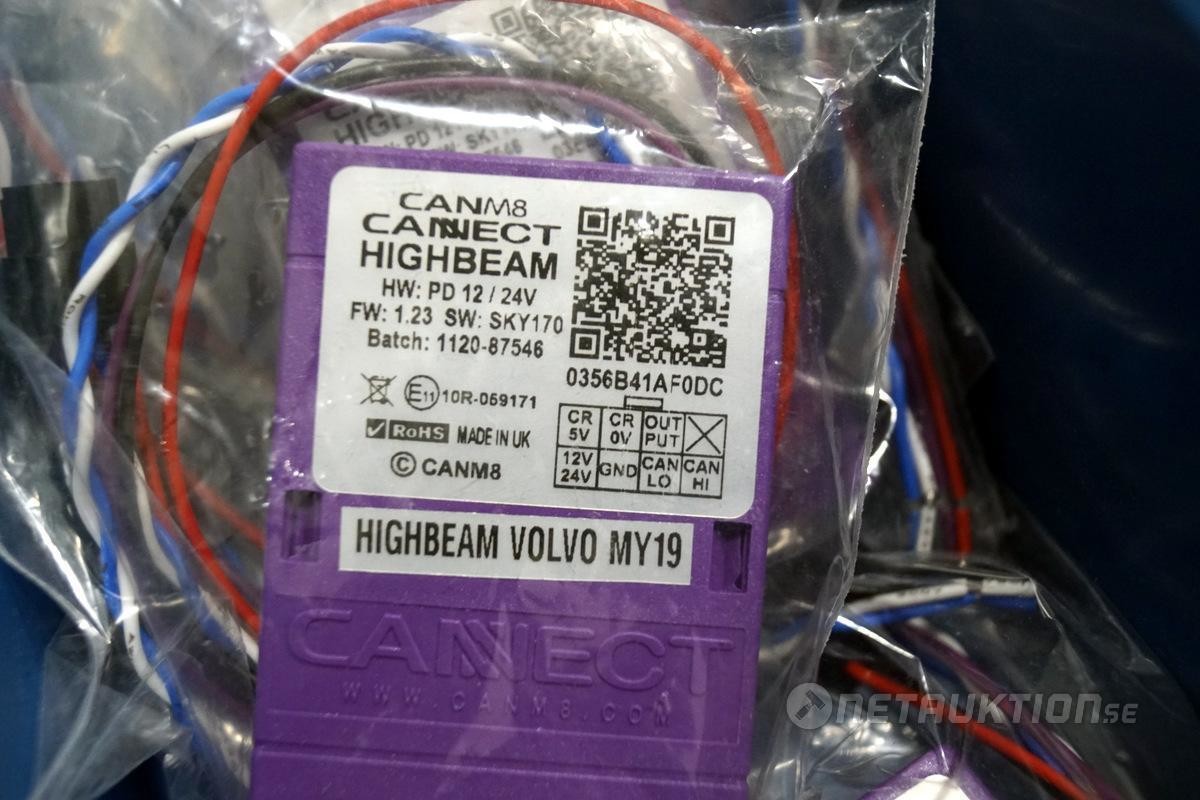 CANM8
CANNECT
HIGHBEAM
HW: PD 12 / 24V
FW: 1.23 SW: SKY170
Batch: 1120-87546
0356B41AF0DC
E11 10R-059171
RoHS MADE IN UK
© CANM8
CR 5V CR 0V OUT PUT
12V 24V GND CAN LO CAN HI
HIGHBEAM VOLVO MY19
CANNECT
WWW.CANM8.COM
NETAUKTION.SE